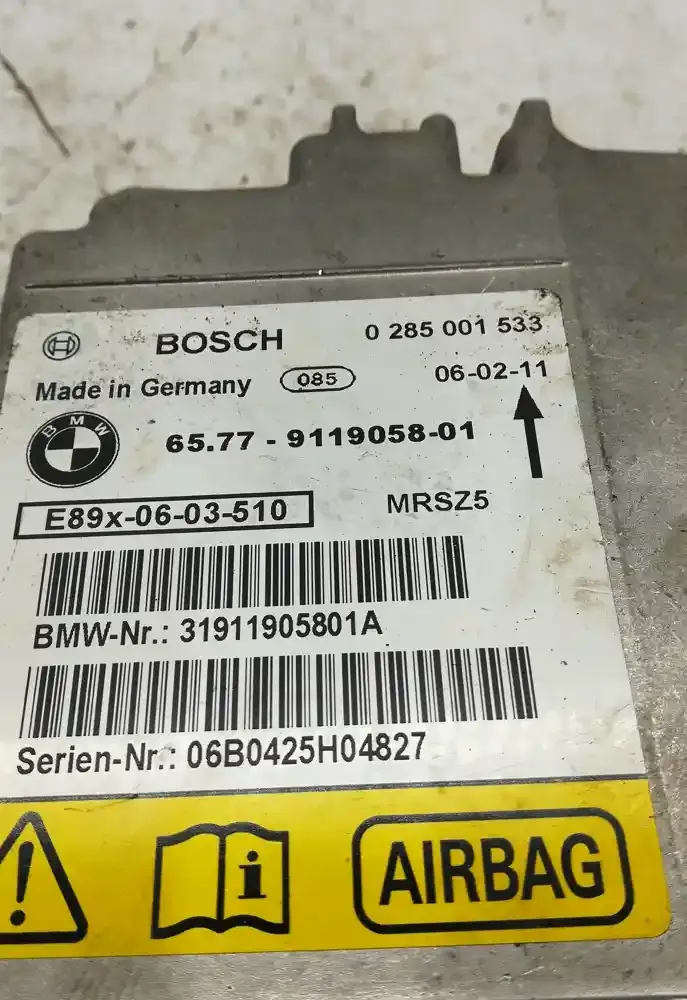 BOSCH 0 285 001 533
Made in Germany 085 06-02-11
BMW 65.77 - 9119058-01
E89x-06-03-510 MRSZ5
BMW-Nr.: 31911905801A
Serien-Nr.: 06B0425H04827
! i AIRBAG